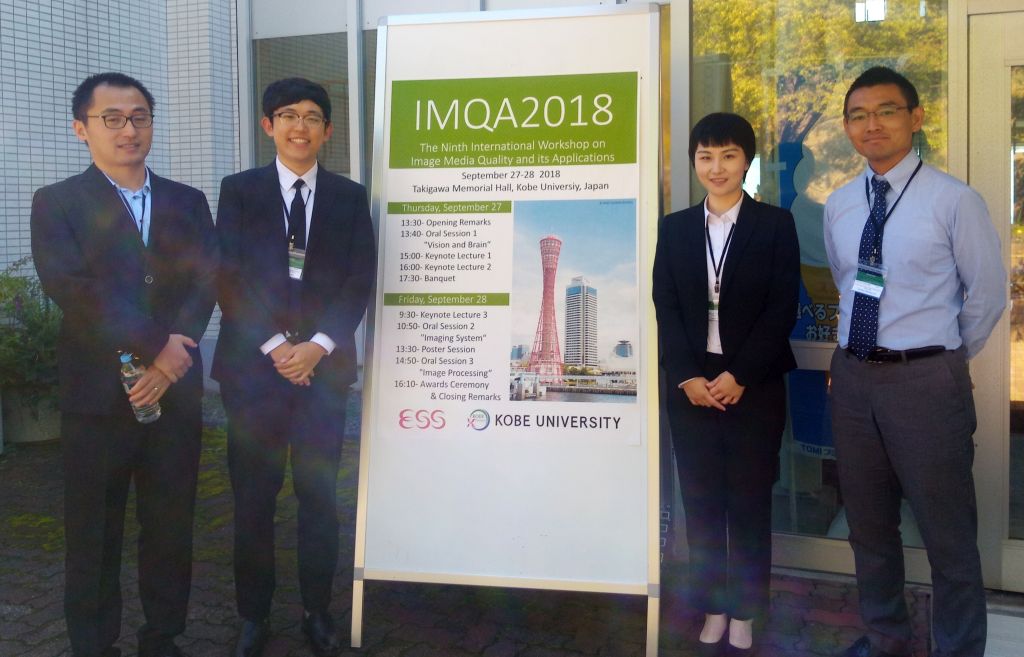 IMQA2018
The Ninth International Workshop on
Image Media Quality and its Applications
September 27-28 2018
Takigawa Memorial Hall, Kobe Universiy, Japan
Thursday, September 27
13:30- Opening Remarks
13:40- Oral Session 1
"Vision and Brain"
15:00- Keynote Lecture 1
16:00- Keynote Lecture 2
17:30- Banquet
Friday, September 28
9:30- Keynote Lecture 3
10:50- Oral Session 2
"Imaging System"
13:30- Poster Session
14:50- Oral Session 3
"Image Processing"
16:10- Awards Ceremony
& Closing Remarks
ESS
KOBE UNIVERSITY